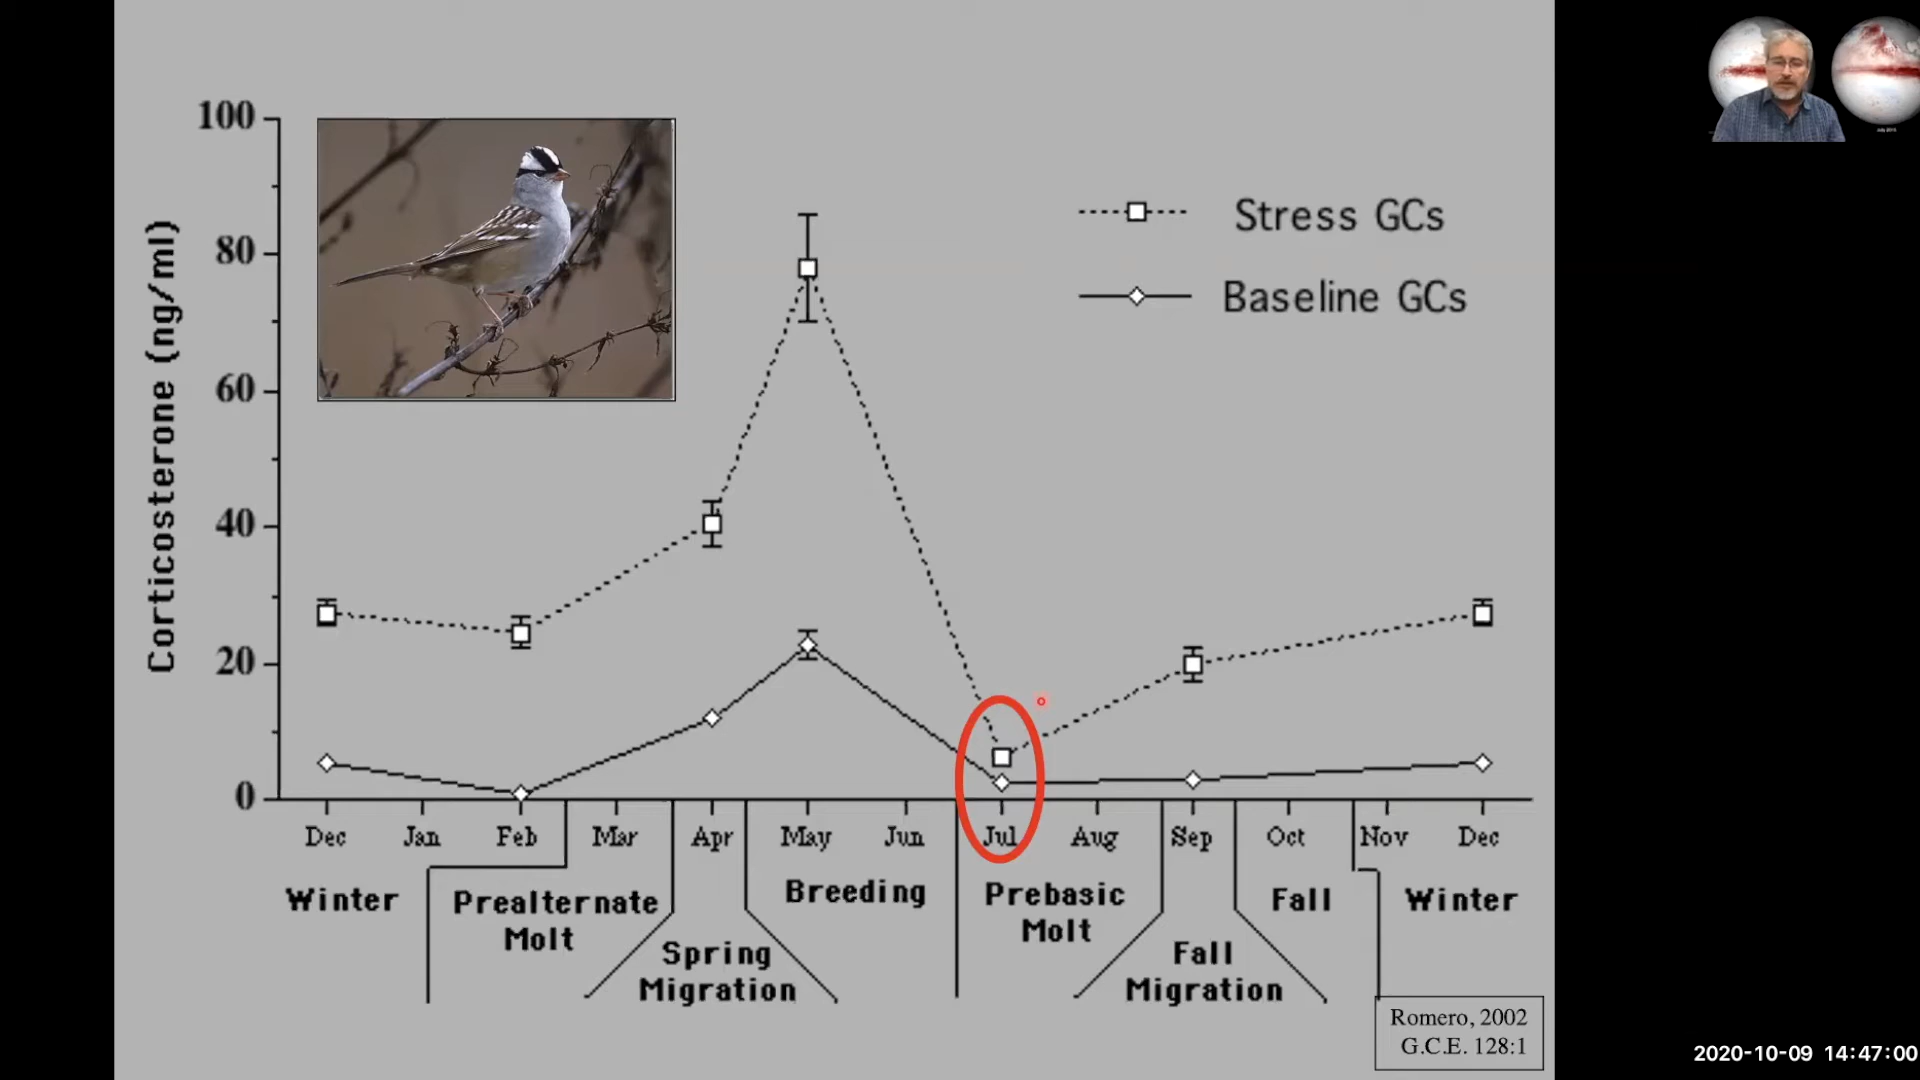 100
80
60
40
20
0
Corticosterone (ng/ml)
Stress GCs
Baseline GCs
Dec Jan Feb Mar Apr May Jun Jul Aug Sep Oct Nov Dec
Winter
Prealternate
Molt
Spring
Migration
Breeding
Prebasic
Molt
Fall
Migration
Fall
Winter
Romero, 2002
G.C.E. 128:1
2020-10-09 14:47:00